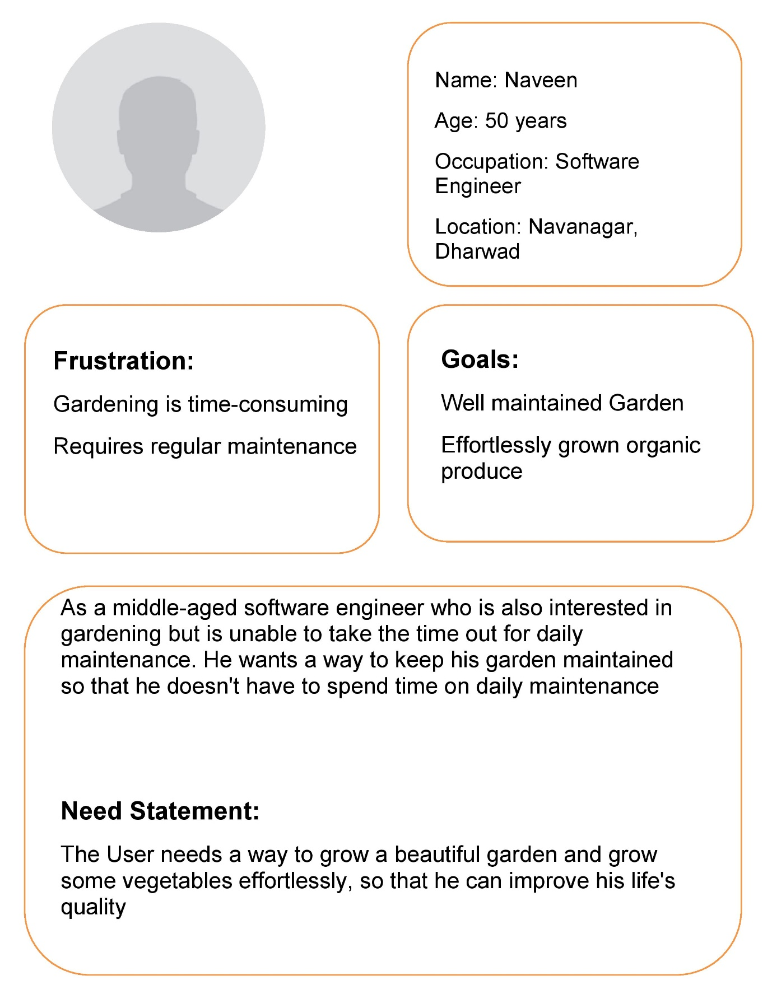 Name: Naveen
Age: 50 years
Occupation: Software
Engineer
Location: Navanagar,
Dharwad
Frustration:
Gardening is time-consuming
Requires regular maintenance
Goals:
Well maintained Garden
Effortlessly grown organic
produce
As a middle-aged software engineer who is also interested in
gardening but is unable to take the time out for daily
maintenance. He wants a way to keep his garden maintained
so that he doesn't have to spend time on daily maintenance
Need Statement:
The User needs a way to grow a beautiful garden and grow
some vegetables effortlessly, so that he can improve his life's
quality